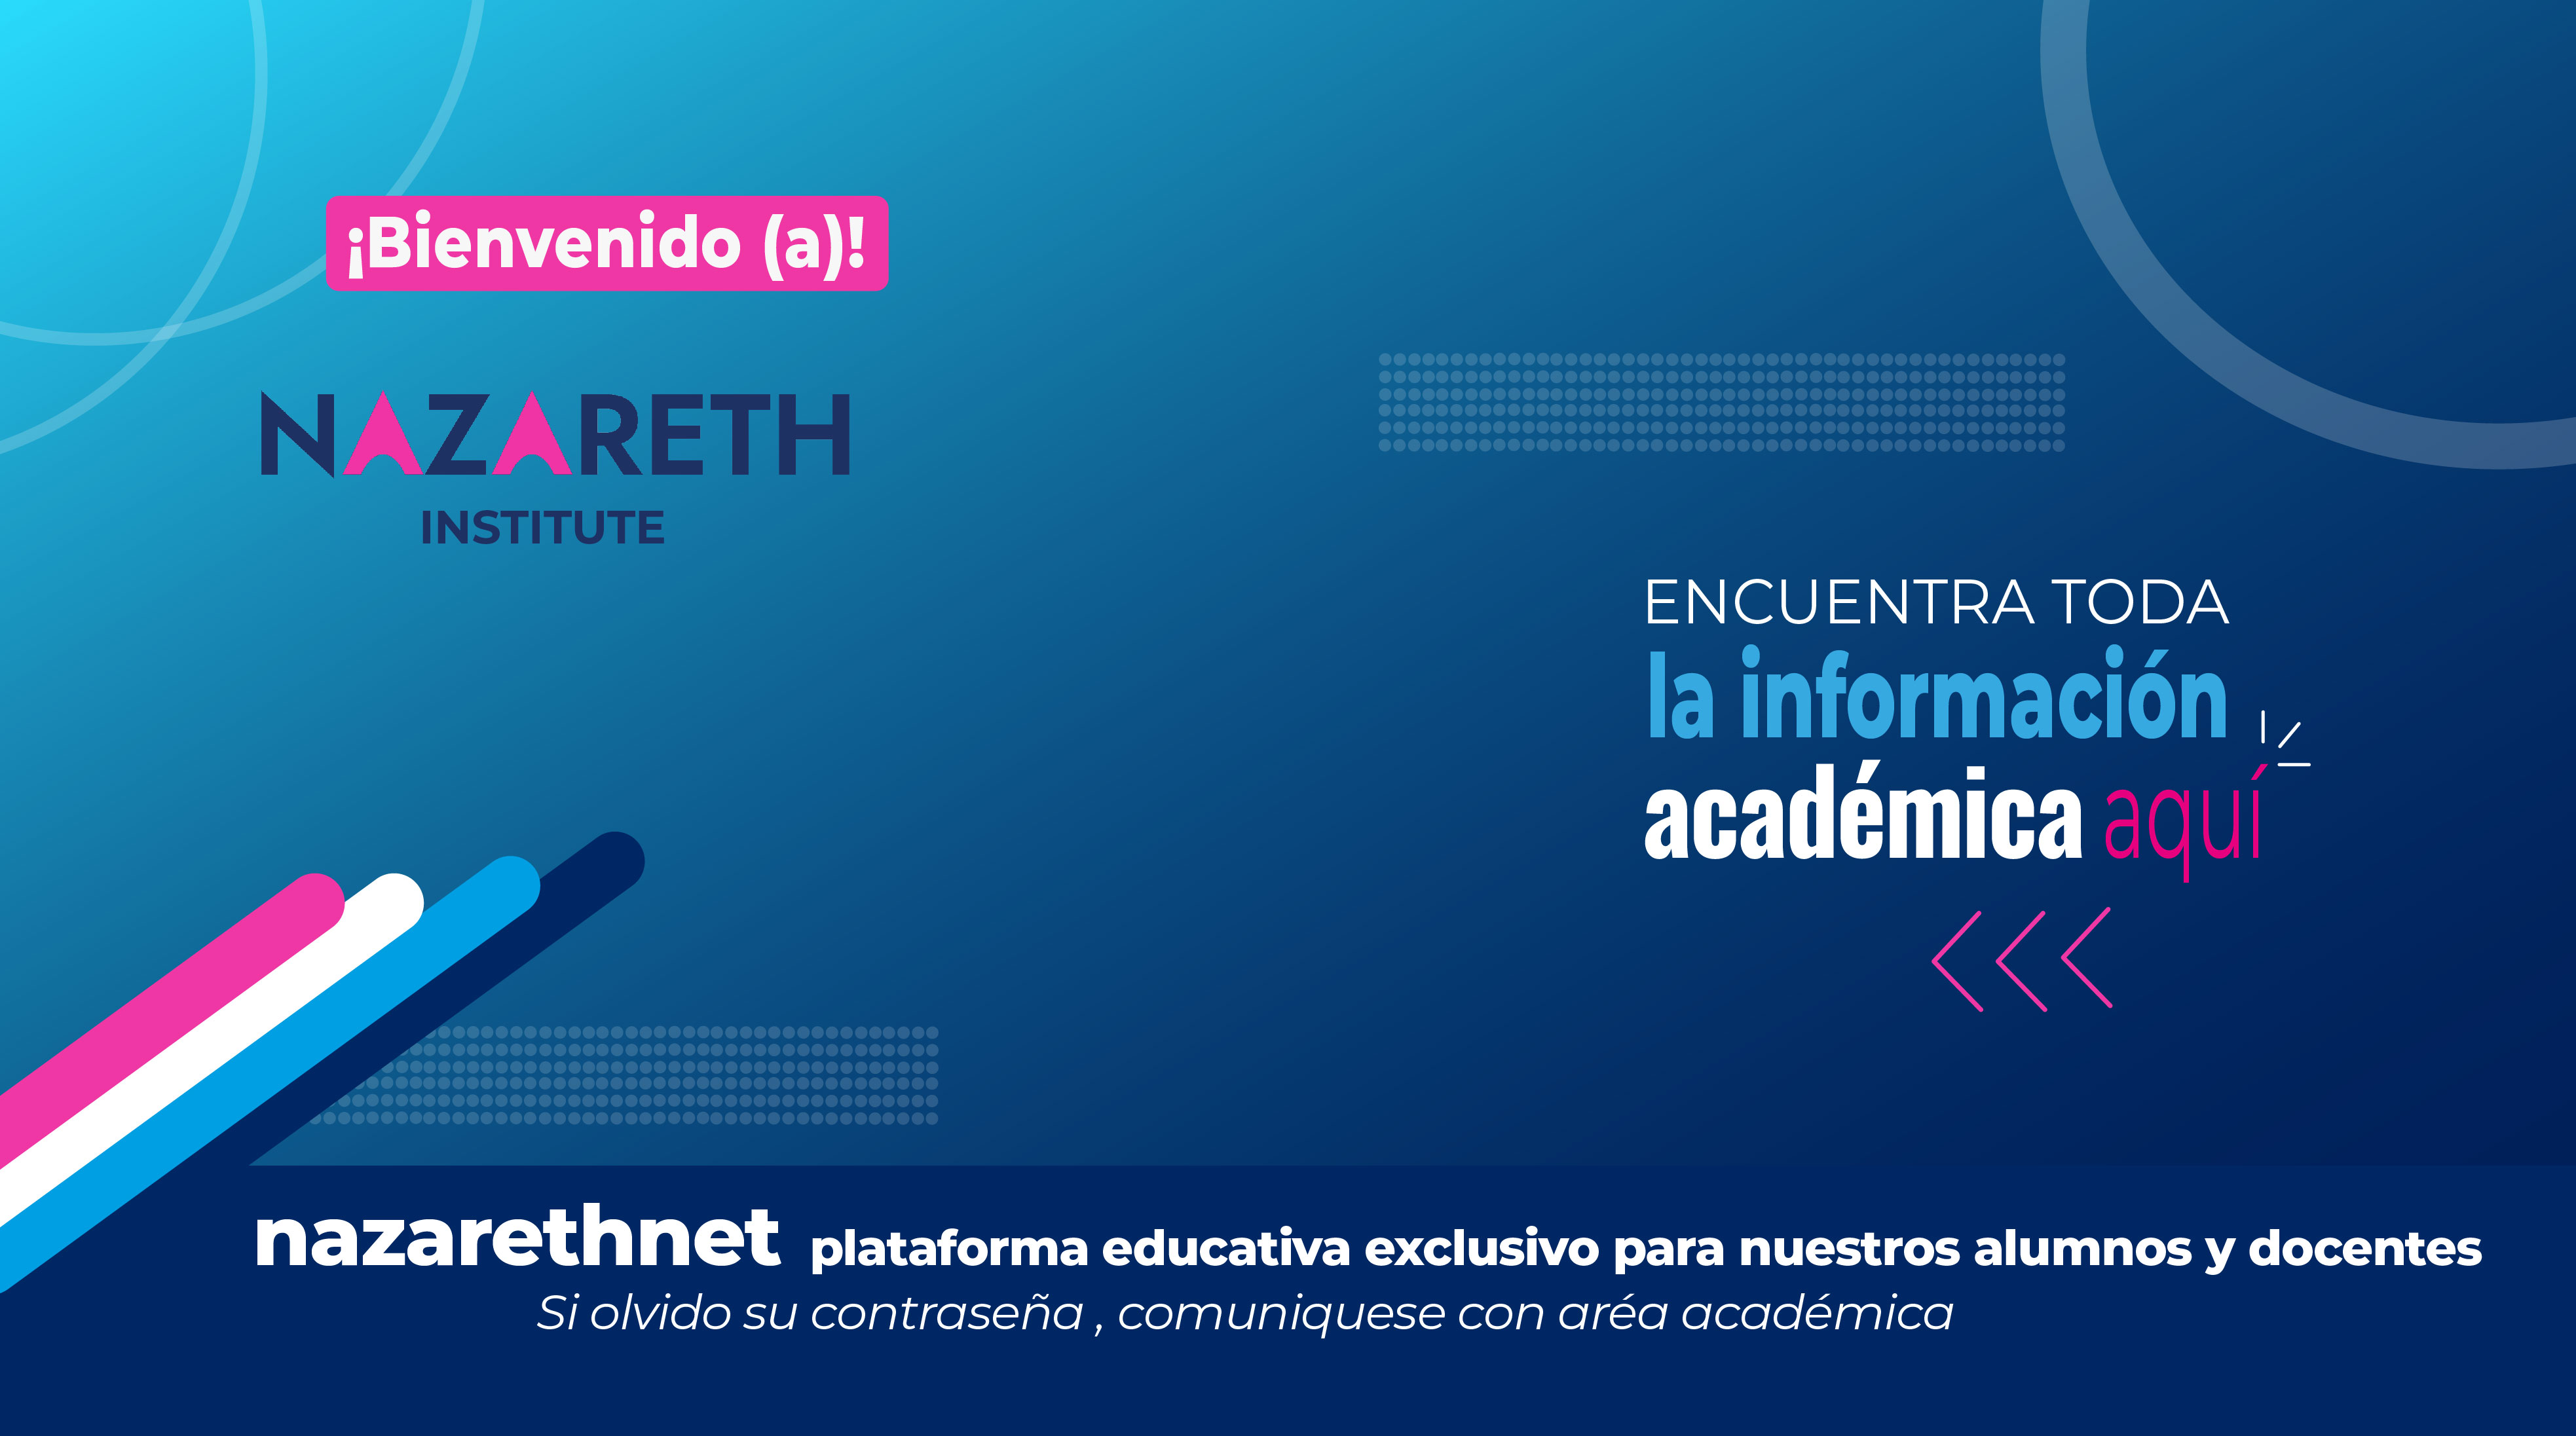 ¡Bienvenido (a)!
NAZARETH
INSTITUTE
ENCUENTRA TODA
la información
académica aquí
nazarethnet plataforma educativa exclusivo para nuestros alumnos y docentes
Si olvido su contraseña , comuniquese con aréa académica